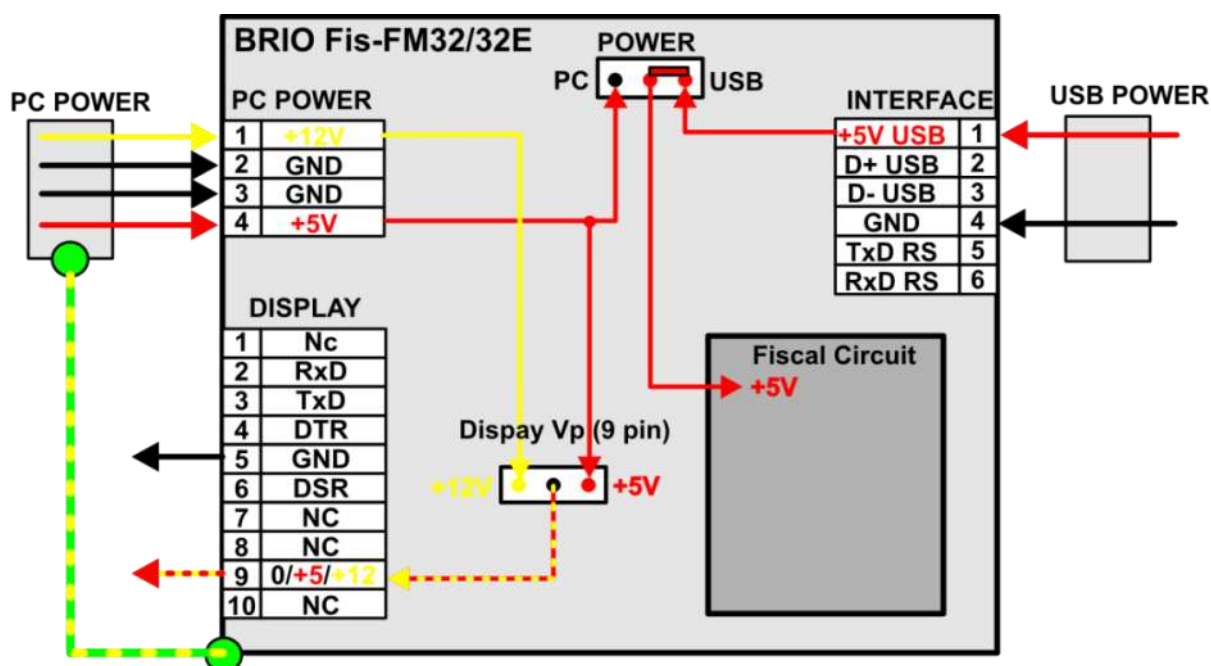 BRIO Fis-FM32/32E
POWER
PC
USB
PC POWER
PC POWER
1 +12V
2 GND
3 GND
4 +5V
INTERFACE
+5V USB 1
D+ USB 2
D- USB 3
GND 4
TxD RS 5
RxD RS 6
USB POWER
DISPLAY
1 Nc
2 RxD
3 TxD
4 DTR
5 GND
6 DSR
7 NC
8 NC
9 0/+5/+12
10 NC
Dispay Vp (9 pin)
+12V
+5V
Fiscal Circuit
+5V